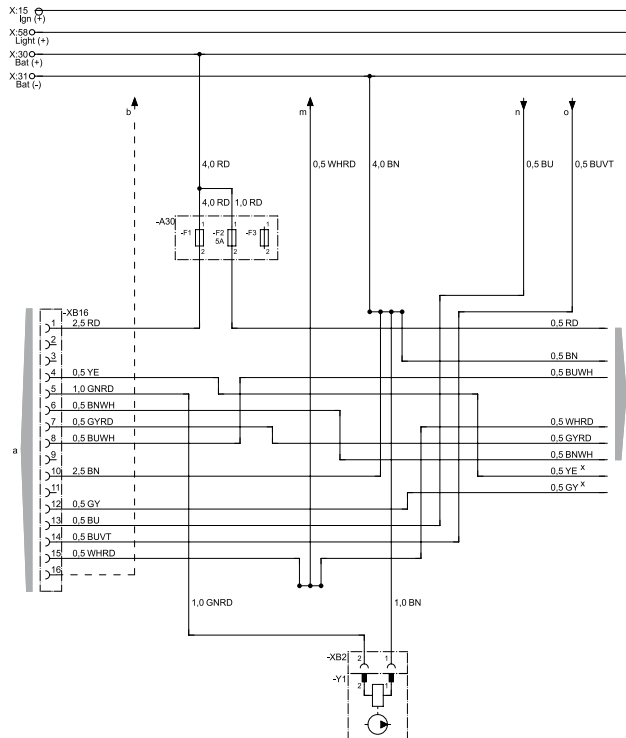 X:15
Ign (+)
X:58
Light (+)
X:30
Bat (+)
X:31
Bat (-)
b
m
n
o
4,0 RD
0,5 WHRD
4,0 BN
0,5 BU
0,5 BUVT
4,0 RD
1,0 RD
-A30
1
1
1
-F1
-F2
5A
-F3
2
2
2
-XB16
1
2,5 RD
0,5 RD
2
3
0,5 BN
4
0,5 YE
0,5 BUWH
5
1,0 GNRD
6
0,5 BNWH
7
0,5 GYRD
0,5 WHRD
a
8
0,5 BUWH
0,5 GYRD
9
0,5 BNWH
10
2,5 BN
0,5 YE x
11
0,5 GY x
12
0,5 GY
13
0,5 BU
14
0,5 BUVT
15
0,5 WHRD
16
1,0 GNRD
1,0 BN
-XB2
2
1
-Y1
2
1